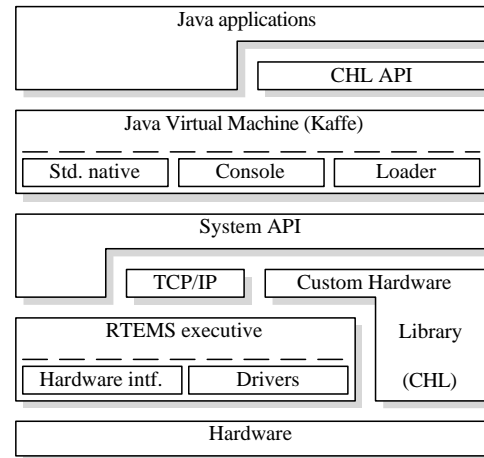 Java applications
CHL API
Java Virtual Machine (Kaffe)
Std. native
Console
Loader
System API
TCP/IP
Custom Hardware
Library
(CHL)
RTEMS executive
Hardware intf.
Drivers
Hardware